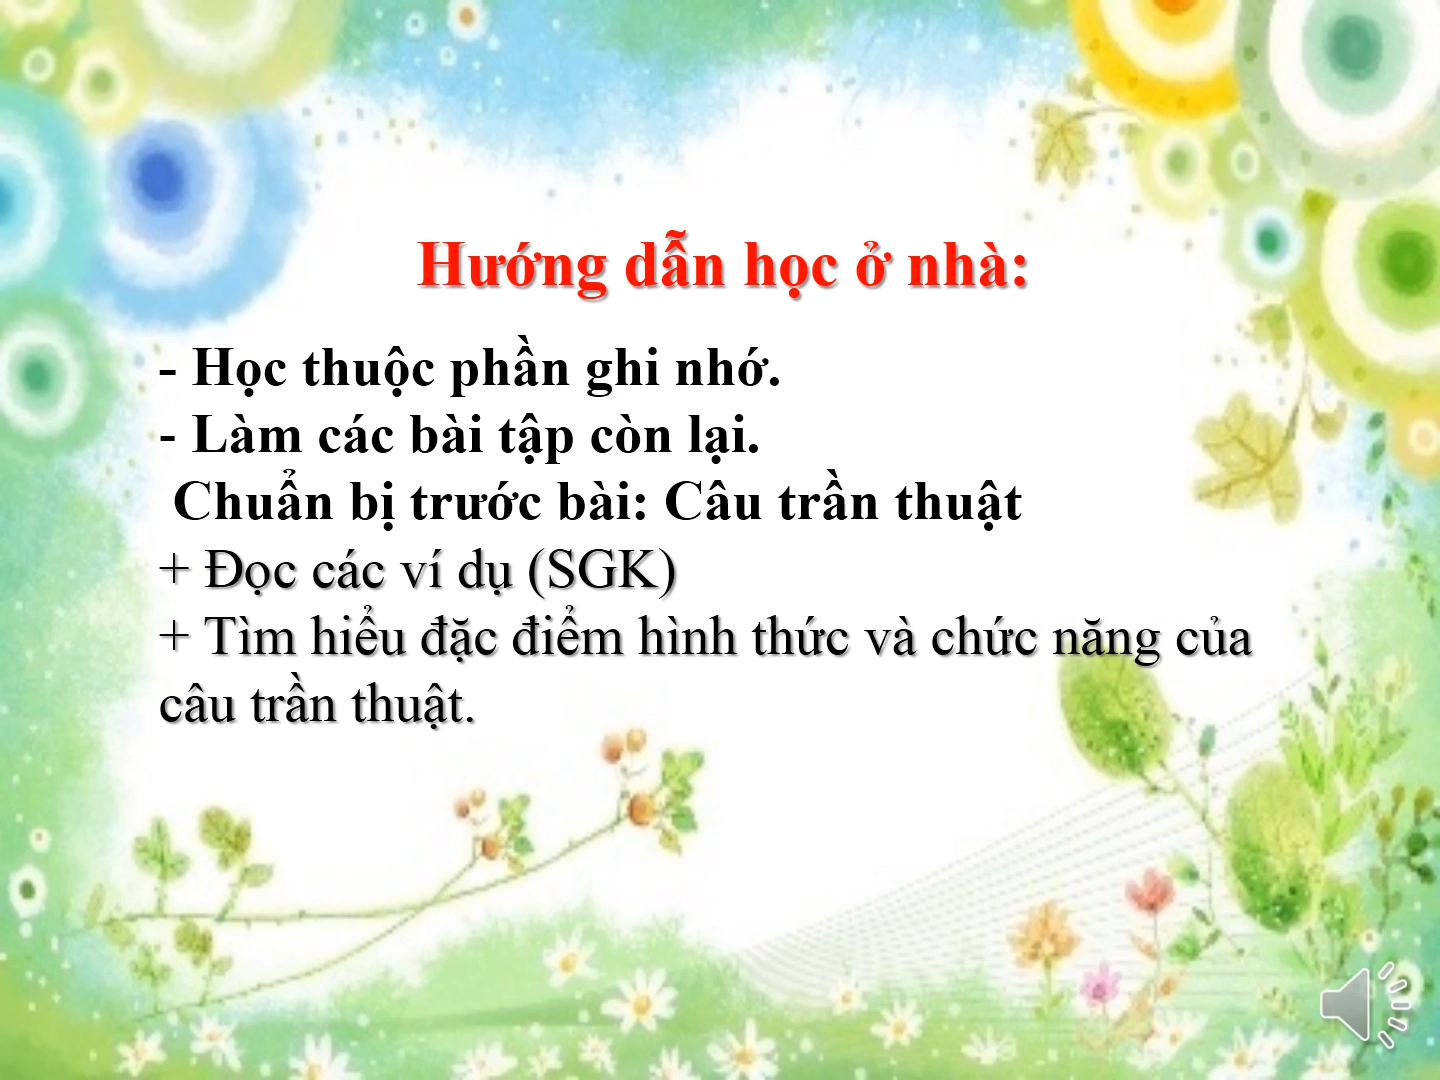 Hướng dẫn học ở nhà:
- Học thuộc phần ghi nhớ.
- Làm các bài tập còn lại.
Chuẩn bị trước bài: Câu trần thuật
+ Đọc các ví dụ (SGK)
+ Tìm hiểu đặc điểm hình thức và chức năng của
câu trần thuật.